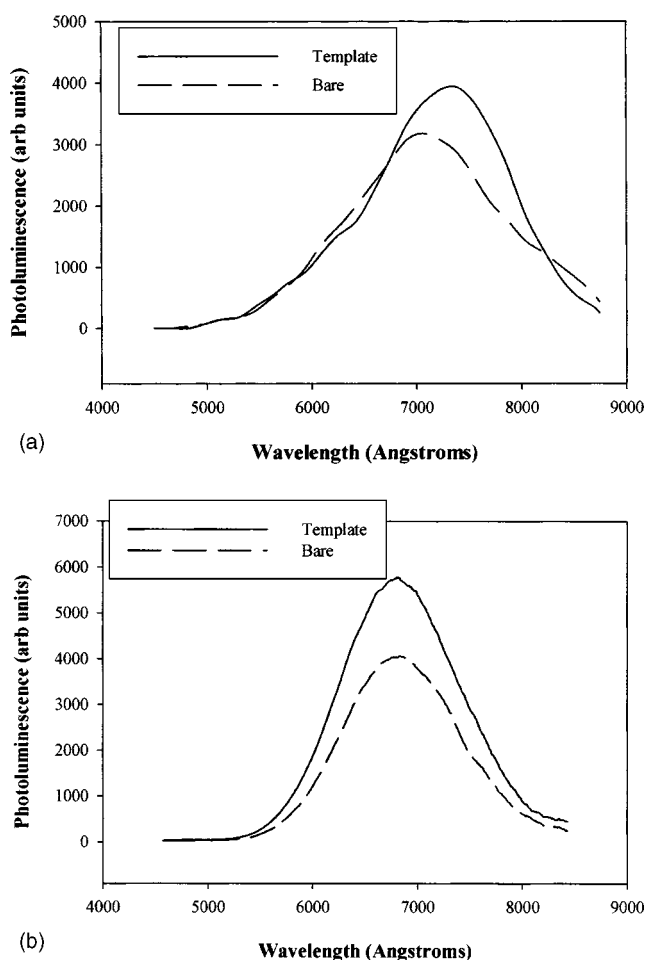 5000
4000
3000
2000
1000
0
Photoluminescence (arb units)
Template
Bare
4000 5000 6000 7000 8000 9000
(a)
Wavelength (Angstroms)
7000
6000
5000
4000
3000
2000
1000
0
Photoluminescence (arb units)
Template
Bare
4000 5000 6000 7000 8000 9000
(b)
Wavelength (Angstroms)